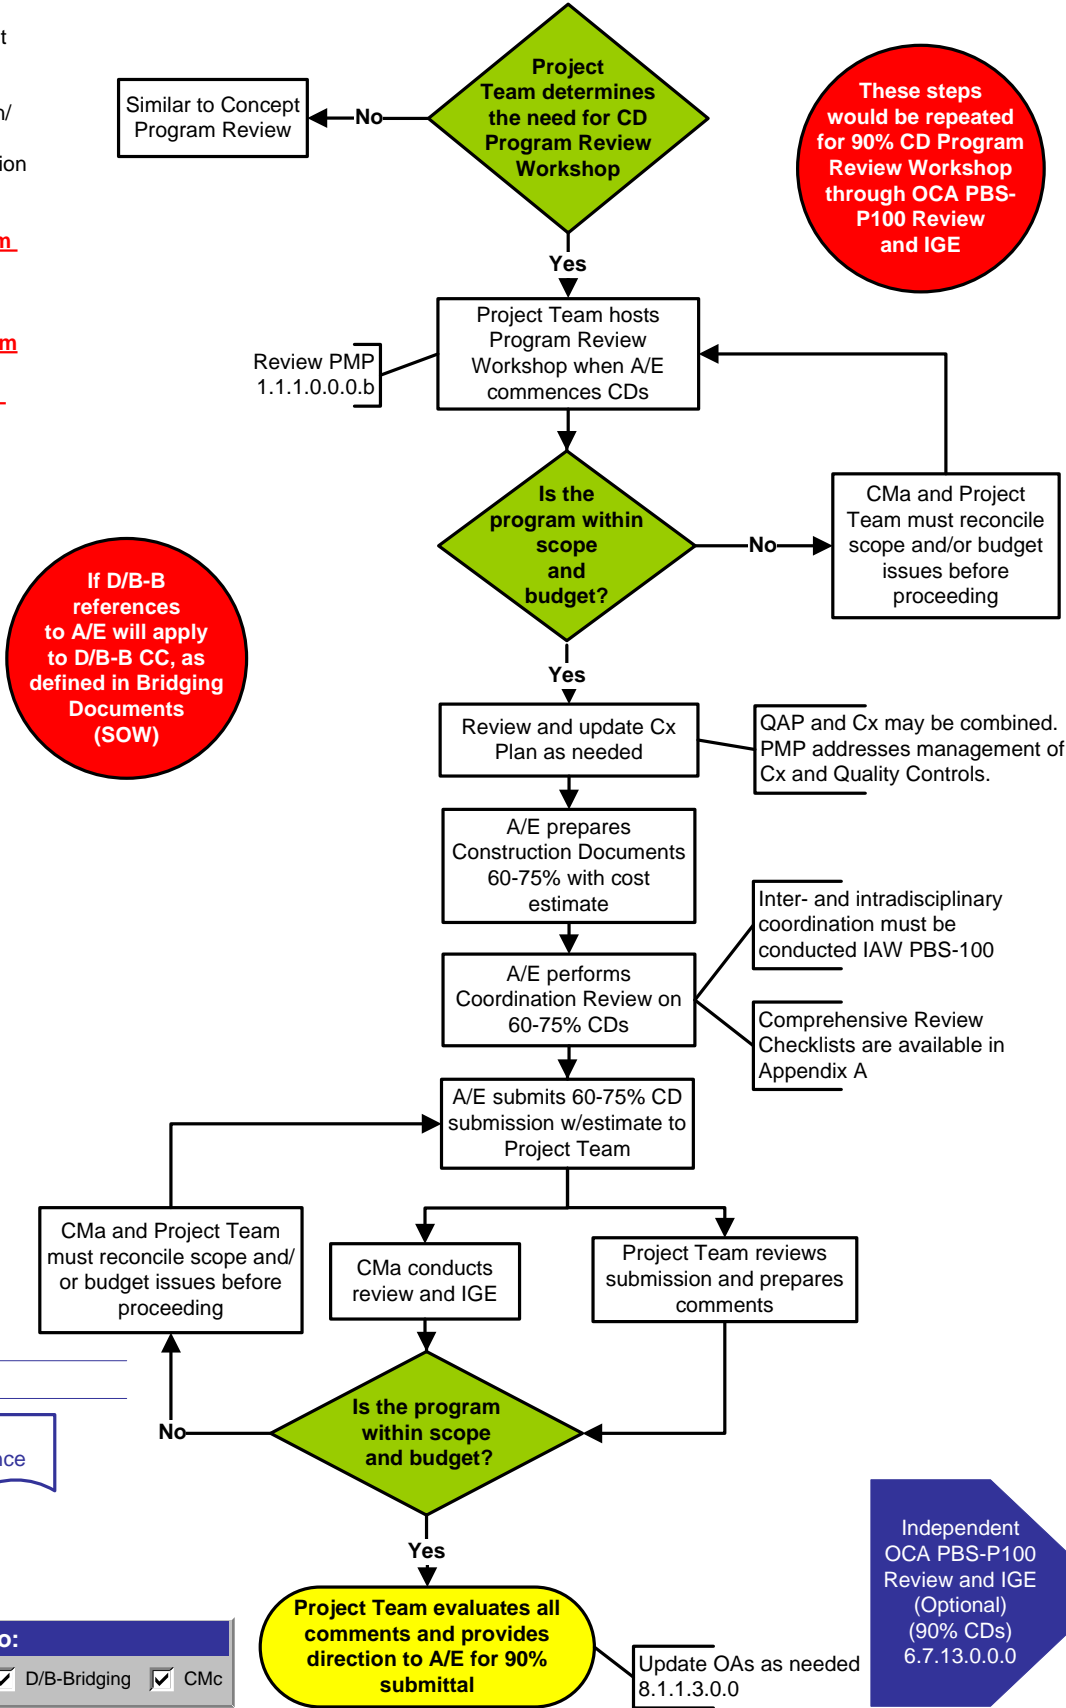 t
n/
ion
m
m
Project
Team determines
the need for CD
Program Review
Workshop
No
Similar to Concept
Program Review
These steps
would be repeated
for 90% CD Program
Review Workshop
through OCA PBS-
P100 Review
and IGE
Yes
Project Team hosts
Program Review
Workshop when A/E
commences CDs
Review PMP
1.1.1.0.0.0.b
Is the
program within
scope
and
budget?
No
CMa and Project
Team must reconcile
scope and/or budget
issues before
proceeding
If D/B-B
references
to A/E will apply
to D/B-B CC, as
defined in Bridging
Documents
(SOW)
Yes
Review and update Cx
Plan as needed
QAP and Cx may be combined.
PMP addresses management of
Cx and Quality Controls.
A/E prepares
Construction Documents
60-75% with cost
estimate
A/E performs
Coordination Review on
60-75% CDs
Inter- and intradisciplinary
coordination must be
conducted IAW PBS-100
Comprehensive Review
Checklists are available in
Appendix A
A/E submits 60-75% CD
submission w/estimate to
Project Team
CMa and Project Team
must reconcile scope and/
or budget issues before
proceeding
CMa conducts
review and IGE
Project Team reviews
submission and prepares
comments
Is the program
within scope
and budget?
No
nce
Yes
Project Team evaluates all
comments and provides
direction to A/E for 90%
submittal
Update OAs as needed
8.1.1.3.0.0
Independent
OCA PBS-P100
Review and IGE
(Optional)
(90% CDs)
6.7.13.0.0.0
o:
D/B-Bridging CMc